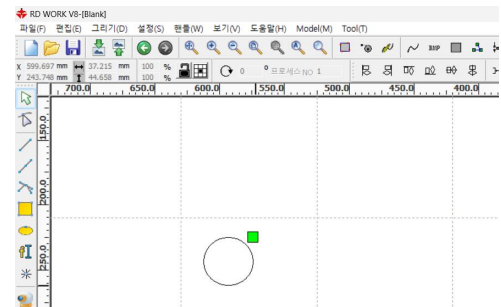 RD WORK V8-[Blank]
파일(F) 편집(E) 그리기(D) 설정(S) 핸들(W) 보기(V) 도움말(H) Model(M) Tool(T)
BMP
X 599.697 mm 37.215 mm 100 % 0 ° 프로세스 NO 1
Y 243.748 mm 44.658 mm 100 %
700.0 650.0 600.0 550.0 500.0 450.0 400.0
150.0
200.0
250.0